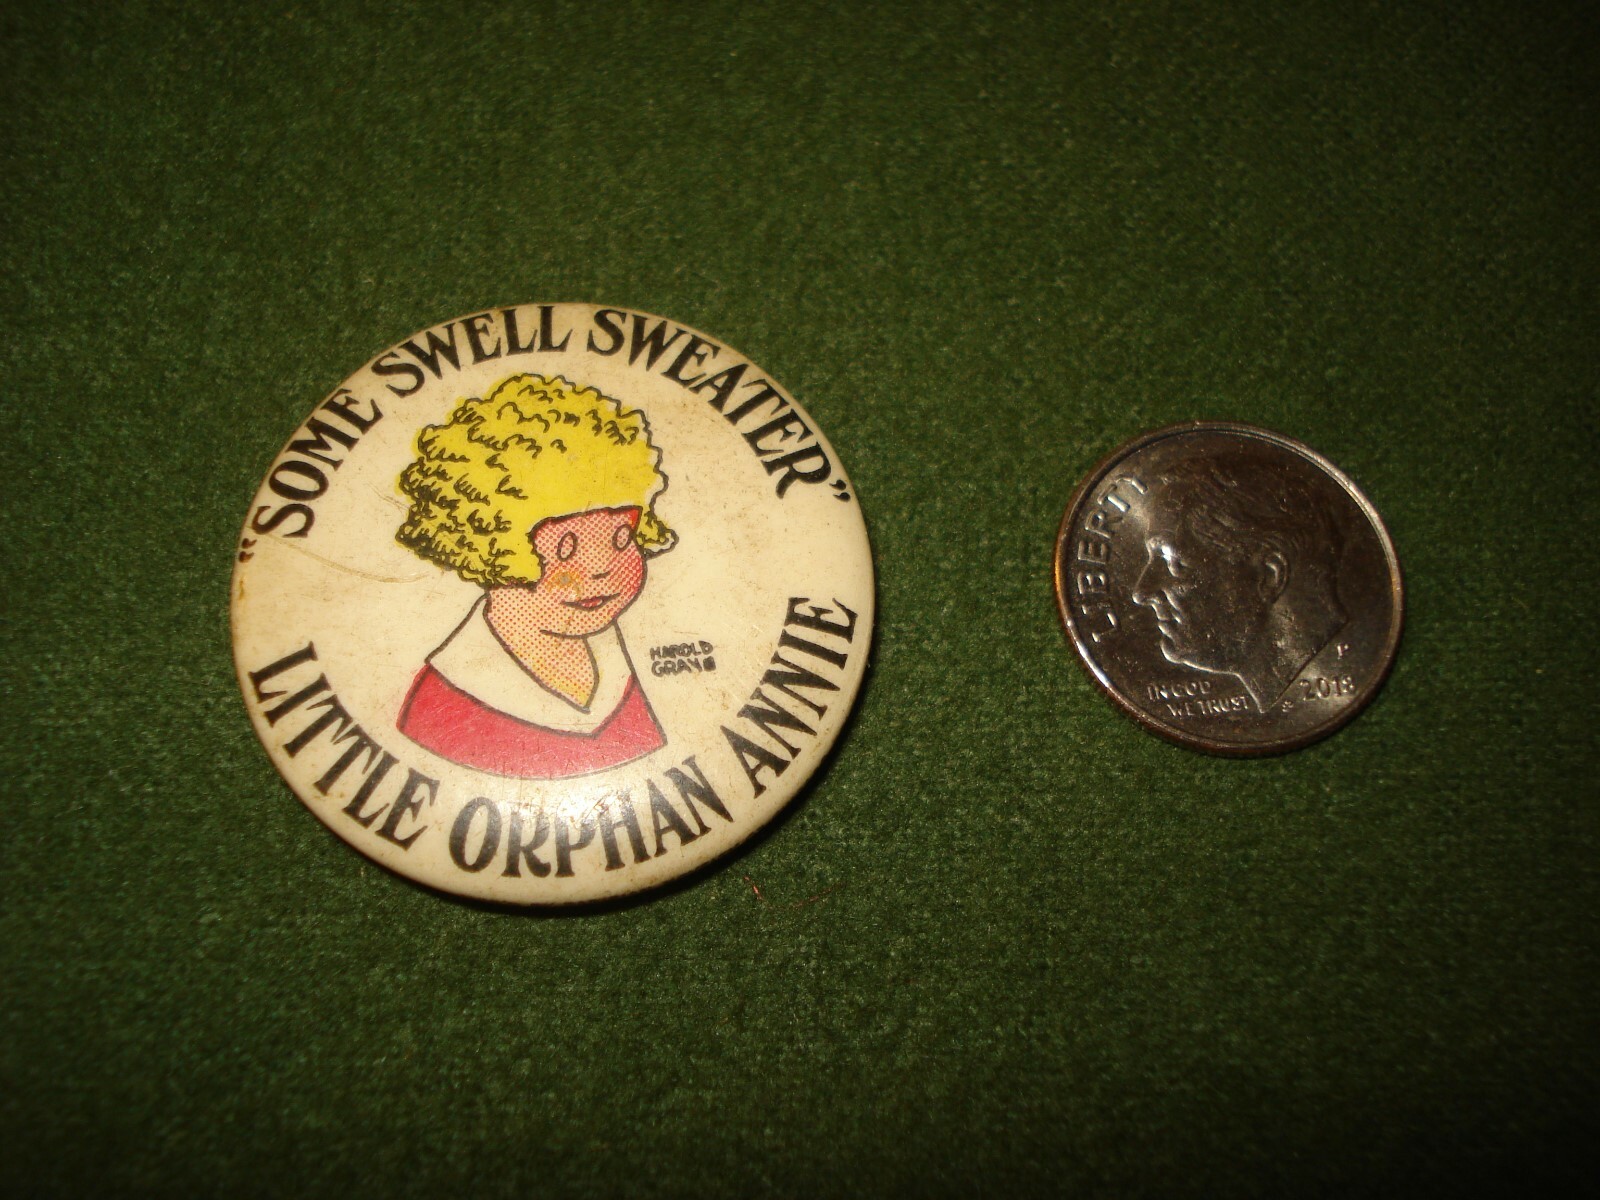 "SOME SWELL SWEATER"
LITTLE ORPHAN ANNIE
HAROLD
GRAY
LIBERTY
IN GOD
WE TRUST
P
2018